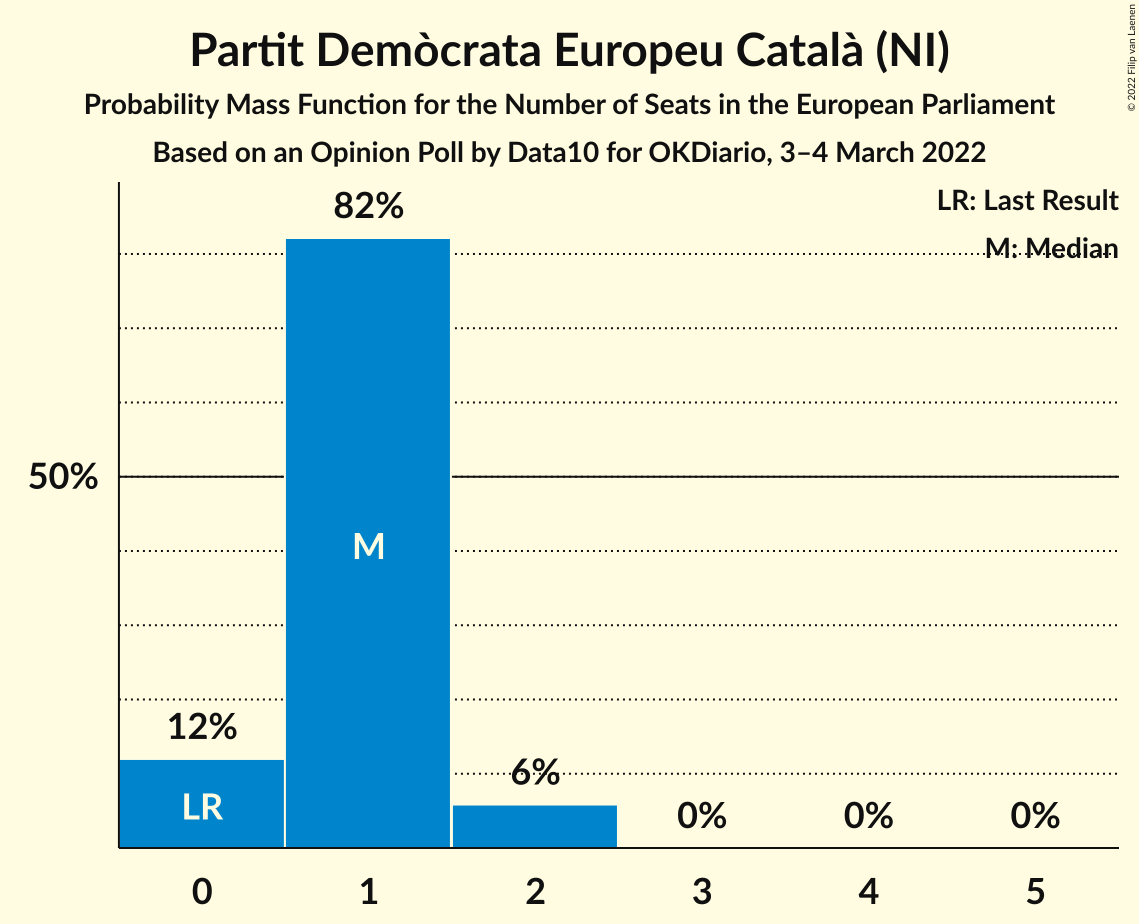 Partit Demòcrata Europeu Català (NI)
Probability Mass Function for the Number of Seats in the European Parliament
Based on an Opinion Poll by Data10 for OKDiario, 3–4 March 2022
© 2022 Filip van Laenen
LR: Last Result
M: Median
82%
50%
M
12%
LR
6%
0%
0%
0%
0
1
2
3
4
5